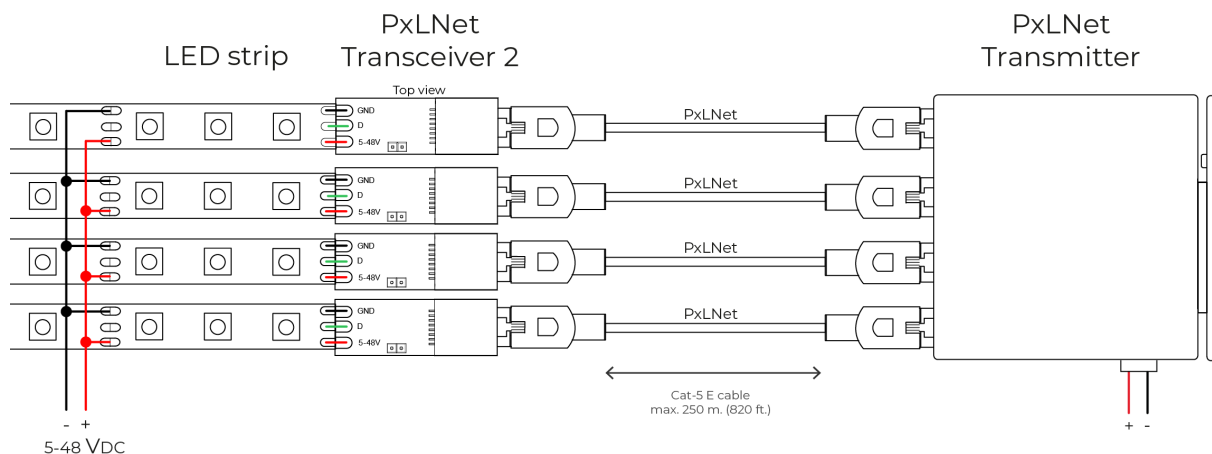 LED strip
PxLNet
Transceiver 2
PxLNet
Transmitter
Top view
GND
D
5-48V
PxLNet
GND
D
5-48V
PxLNet
GND
D
5-48V
PxLNet
GND
D
5-48V
PxLNet
Cat-5 E cable
max. 250 m. (820 ft.)
- +
5-48 VDC
+ -